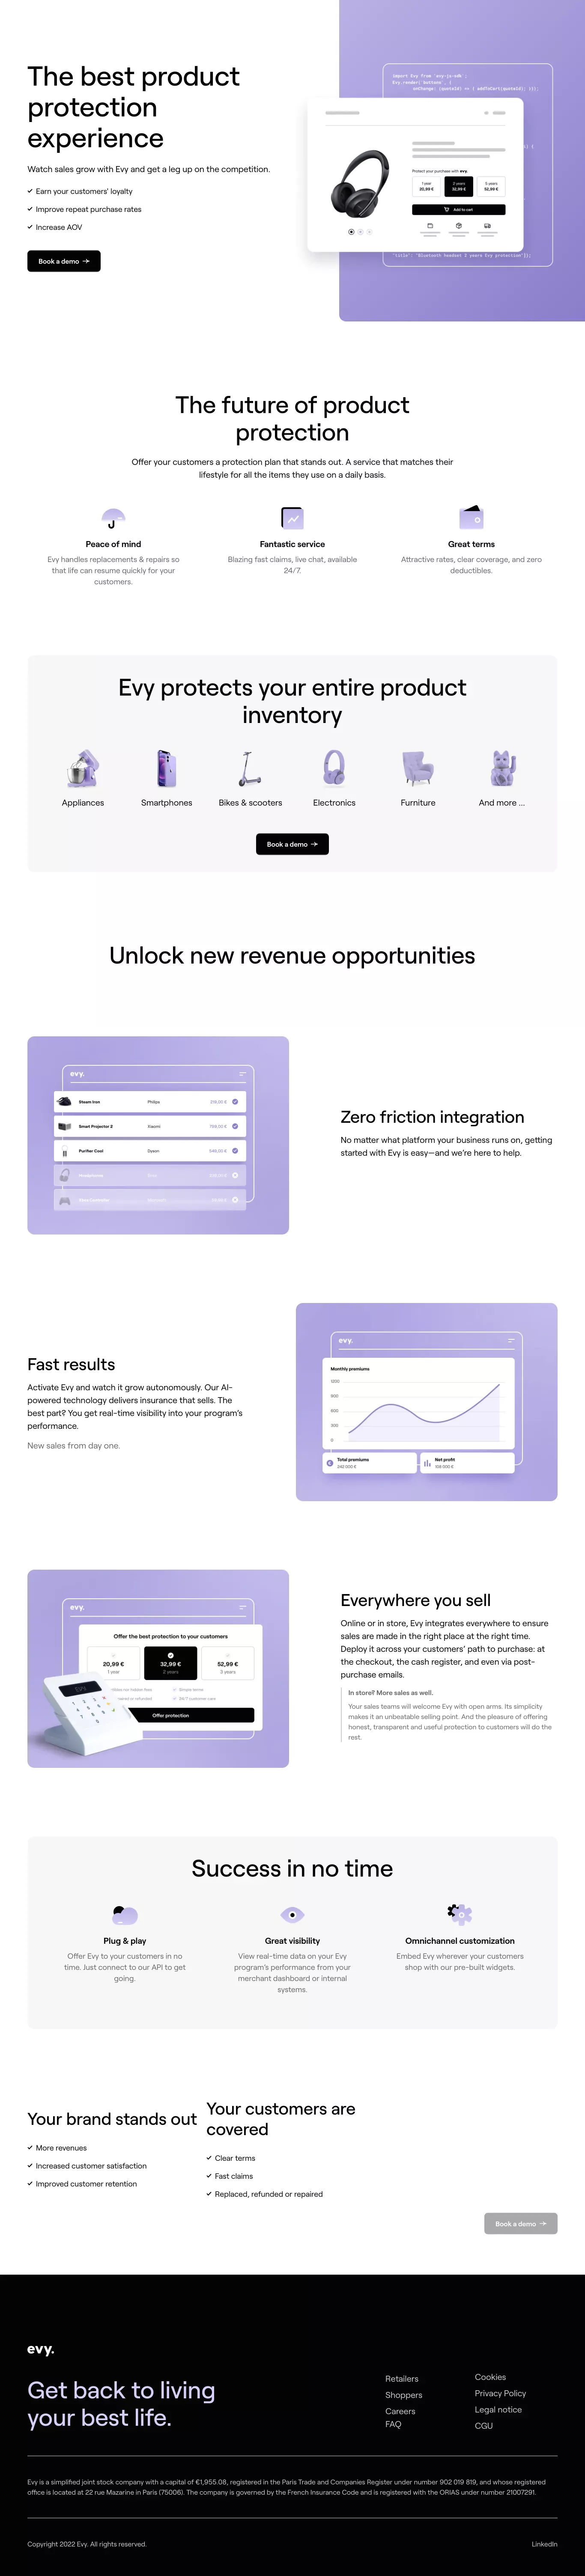 The best product
protection
experience
Watch sales grow with Evy and get a leg up on the competition.
Earn your customers' loyalty
Improve repeat purchase rates
Increase AOV
Book a demo
Protect your purchases with evy.
1 year
20,99 €
2 years
32,99 €
5 years
52,99 €
Add to cart
The future of product
protection
Offer your customers a protection plan that stands out. A service that matches their
lifestyle for all the items they use on a daily basis.
Peace of mind
Evy handles replacements & repairs so
that life can resume quickly for your
customers.
Fantastic service
Blazing fast claims, live chat, available
24/7.
Great terms
Attractive rates, clear coverage, and zero
deductibles.
Evy protects your entire product
inventory
Appliances
Smartphones
Bikes & scooters
Electronics
Furniture
And more ...
Book a demo
Unlock new revenue opportunities
evy.
Steam Iron
Philips
Smart Projector 2
Xiaomi
Purifier Cool
Dyson
Zero friction integration
No matter what platform your business runs on, getting
started with Evy is easy—and we're here to help.
Fast results
Activate Evy and watch it grow autonomously. Our AI-
powered technology delivers insurance that sells. The
best part? You get real-time visibility into your program's
performance.
New sales from day one.
evy.
Monthly premiums
300
0
Total premiums
Net profit
evy.
Offer the best protection to your customers
20,99 €
1 year
32,99 €
2 years
52,99 €
3 years
Offer protection
Everywhere you sell
Online or in store, Evy integrates everywhere to ensure
sales are made in the right place at the right time.
Deploy it across your customers' path to purchase: at
the checkout, the cash register, and even via post-
purchase emails.
In store? More sales as well.
Your sales teams will welcome Evy with open arms. Its simplicity
makes it an unbeatable selling point. And the pleasure of offering
honest, transparent and useful protection to customers will do the
rest.
Success in no time
Plug & play
Offer Evy to your customers in no
time. Just connect to our API to get
going.
Great visibility
View real-time data on your Evy
program's performance from your
merchant dashboard or internal
systems.
Omnichannel customization
Embed Evy wherever your customers
shop with our pre-built widgets.
Your brand stands out
More revenues
Increased customer satisfaction
Improved customer retention
Your customers are
covered
Clear terms
Fast claims
Replaced, refunded or repaired
Book a demo
evy.
Get back to living
your best life.
Retailers
Shoppers
Careers
FAQ
Cookies
Privacy Policy
Legal notice
CGU
Evy is a simplified joint stock company with a capital of €1,955.08, registered in the Paris Trade and Companies Register under number 902 019 819, and whose registered
office is located at 22 rue Mazarine in Paris (75006). The company is governed by the French Insurance Code and is registered with the ORIAS under number 21007291.
Copyright 2022 Evy. All rights reserved.
LinkedIn